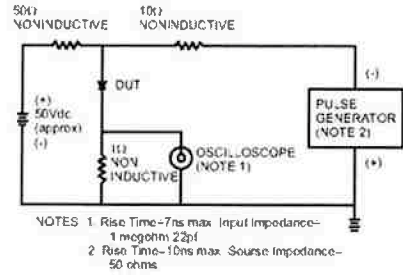 50Ω
NONINDUCTIVE
10Ω
NONINDUCTIVE
DUT
(+)
50Vdc
(approx)
(-)
1Ω
NON
INDUCTIVE
OSCILLOSCOPE
(NOTE 1)
(-)
PULSE
GENERATOR
(NOTE 2)
(+)
NOTES 1 Rise Time-7ns max Input Impedance-
1 megohm 22pf
2 Rise Time-10ns max Sourse Impedance-
50 ohms